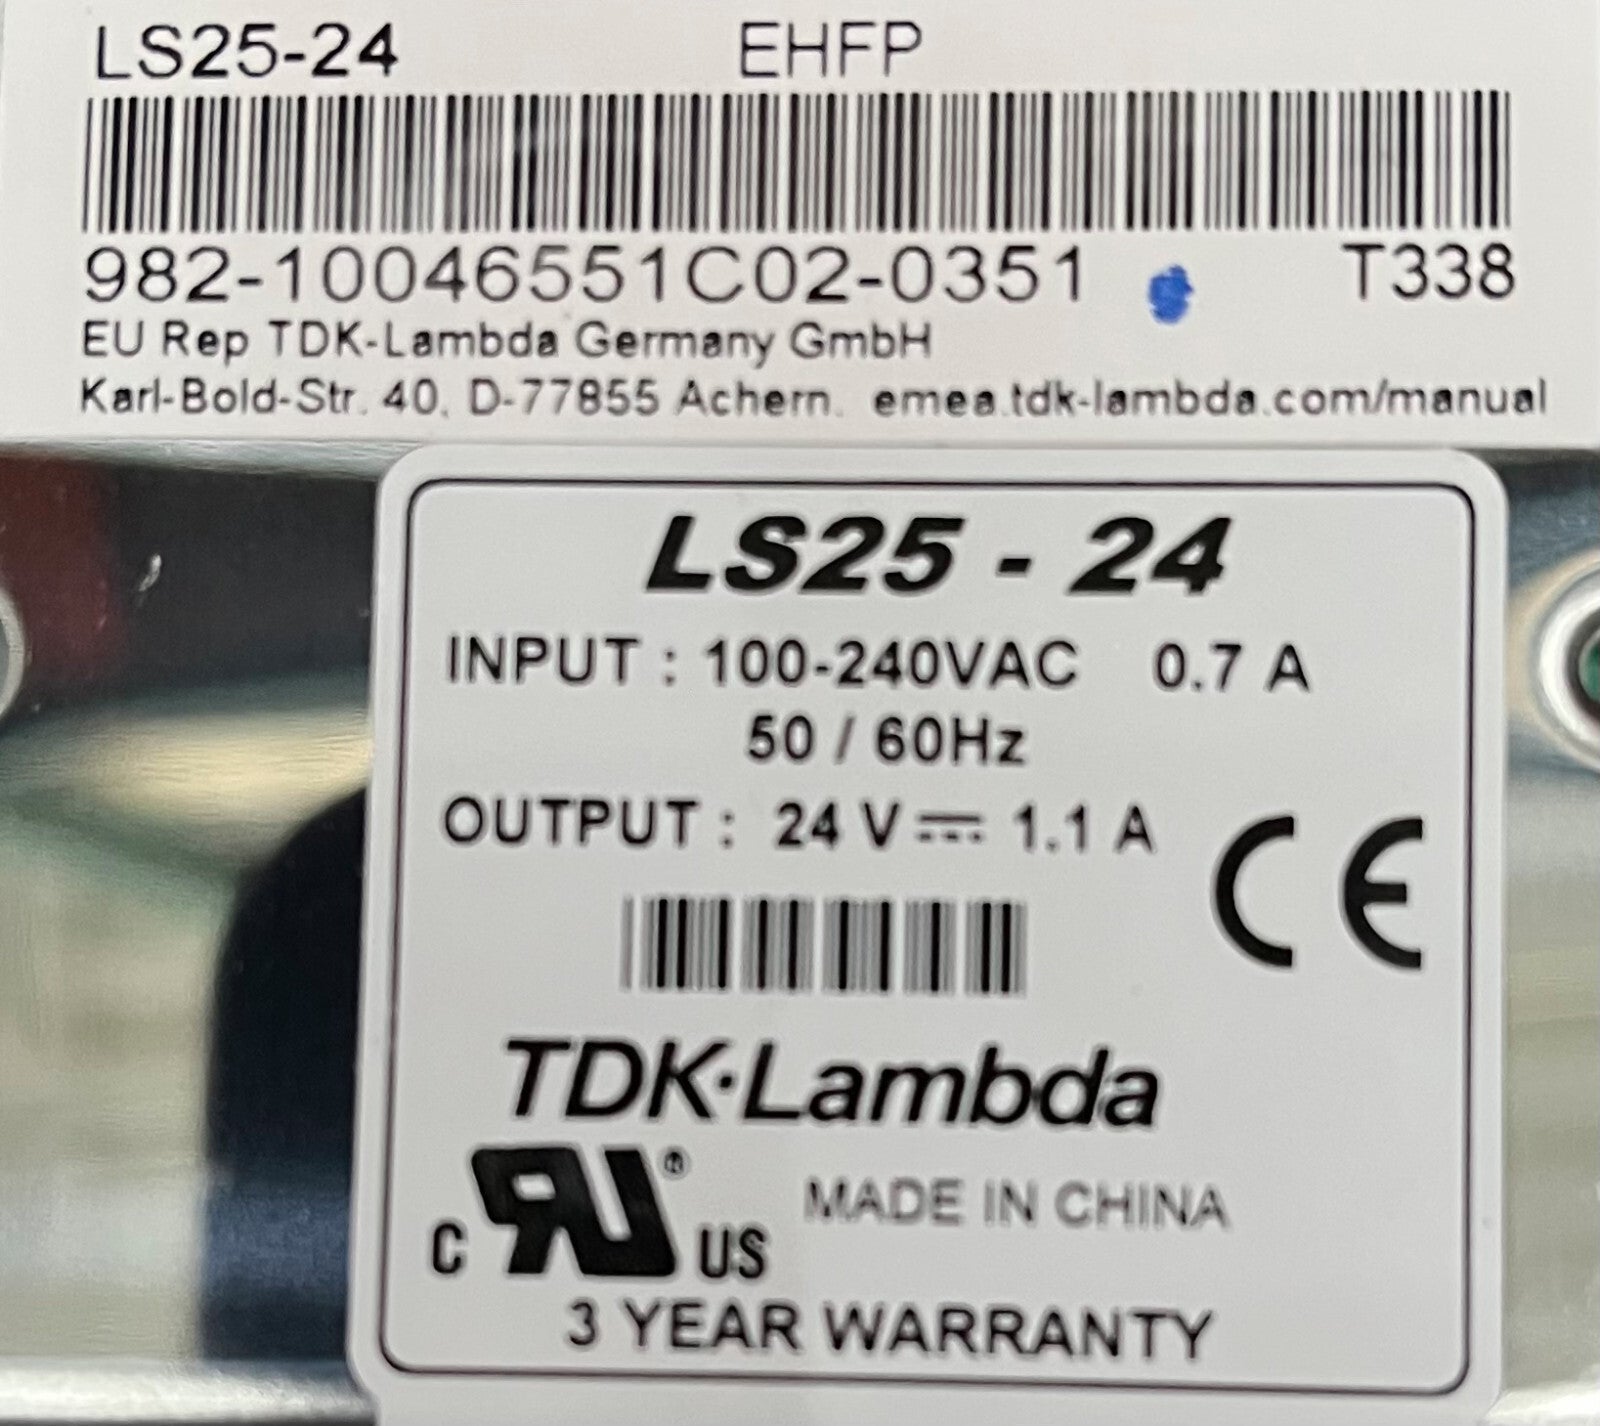 LS25-24 EHFP
982-10046551C02-0351 T338
EU Rep TDK-Lambda Germany GmbH
Karl-Bold-Str. 40, D-77855 Achern. emea.tdk-lambda.com/manual
LS25 - 24
INPUT : 100-240VAC 0.7 A
50 / 60Hz
OUTPUT : 24 V ⎓ 1.1 A
CE
TDK·Lambda
C RU® US MADE IN CHINA
3 YEAR WARRANTY